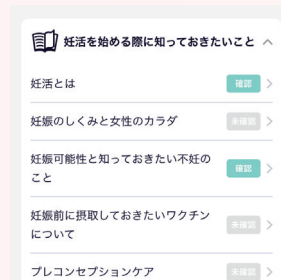 妊活を始める際に知っておきたいこと
妊活とは
確認
妊娠のしくみと女性のカラダ
未確認
妊娠可能性と知っておきたい不妊の
こと
確認
妊娠前に摂取しておきたいワクチン
について
未確認
プレコンセプションケア
未確認